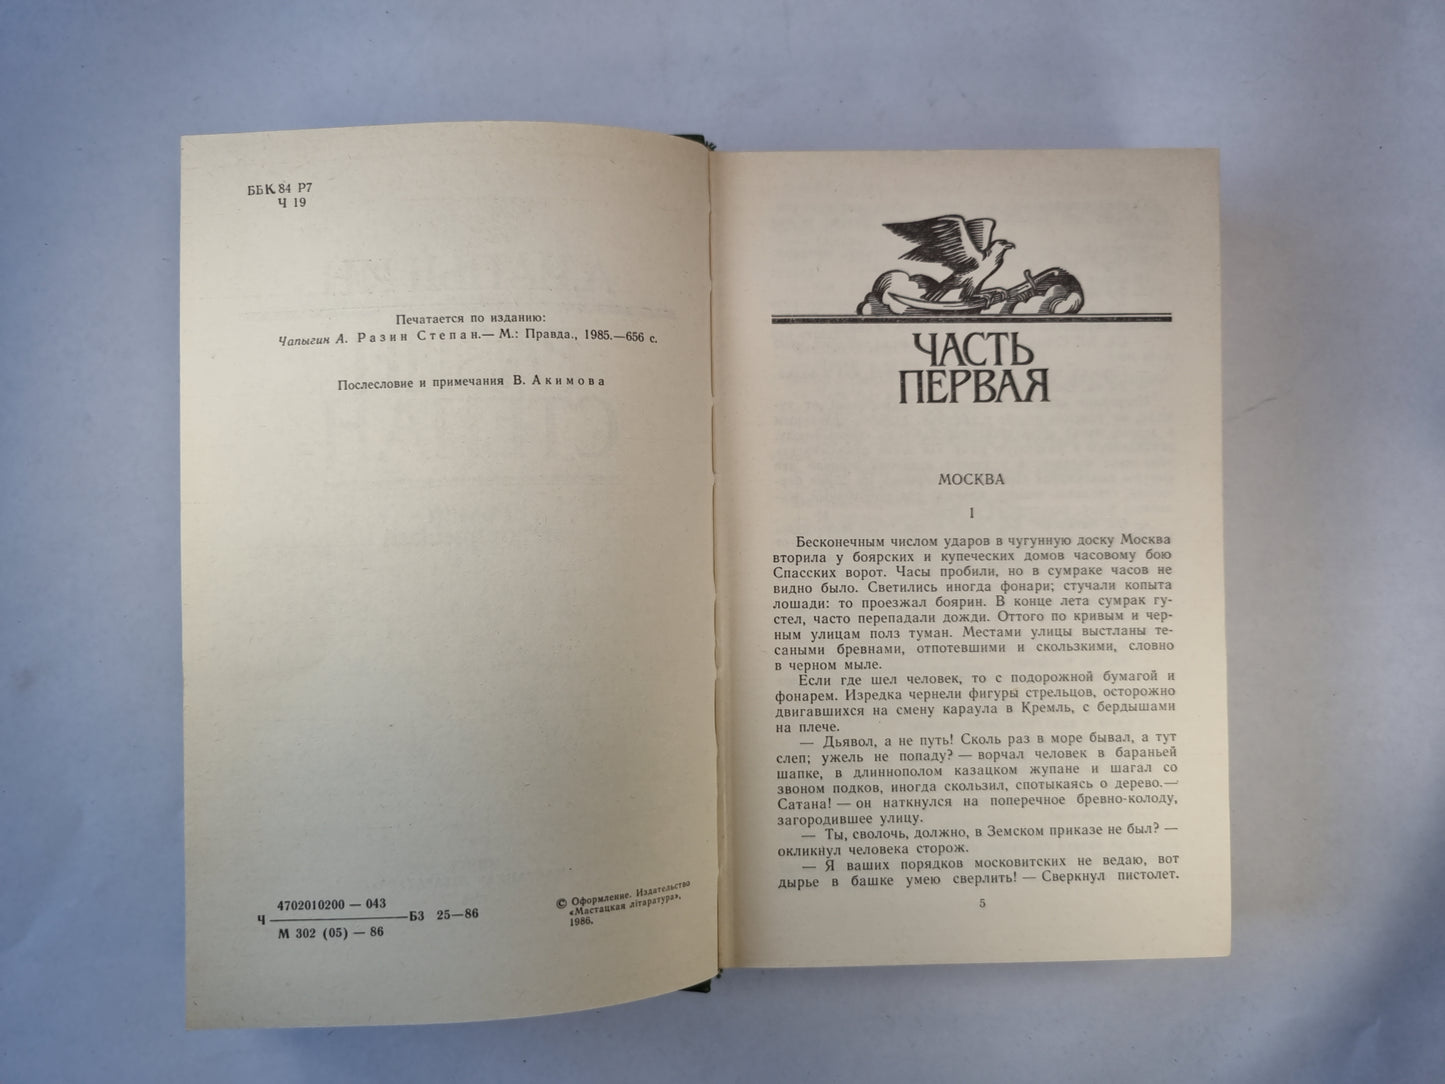 ББК 84 Р7
Ч 19
Печатается по изданию:
Чапыгин А. Разин Степан.— М.: Правда., 1985.—656 с.
Послесловие и примечания В. Акимова
4702010200 — 043
Ч ———— БЗ 25—86
М 302 (05) — 86
© Оформление. Издательство
«Мастацкая літаратура»,
1986.
ЧАСТЬ
ПЕРВАЯ
МОСКВА
1
Бесконечным числом ударов в чугунную доску Москва
вторила у боярских и купеческих домов часовому бою
Спасских ворот. Часы пробили, но в сумраке часов не
видно было. Светились иногда фонари; стучали копыта
лошади: то проезжал боярин. В конце лета сумрак гу-
стел, часто перепадали дожди. Оттого по кривым и чер-
ным улицам полз туман. Местами улицы выстланы те-
саными бревнами, отпотевшими и скользкими, словно
в черном мыле.
Если где шел человек, то с подорожной бумагой и
фонарем. Изредка чернели фигуры стрельцов, осторожно
двигавшихся на смену караула в Кремль, с бердышами
на плече.
— Дьявол, а не путь! Сколь раз в море бывал, а тут
слеп; ужель не попаду? — ворчал человек в бараньей
шапке, в длиннополом казацком жупане и шагал со
звоном подков, иногда скользил, спотыкаясь о дерево.—
Сатана! — он наткнулся на поперечное бревно-колоду,
загородившее улицу.
— Ты, сволочь, должно, в Земском приказе не был? —
окликнул человека сторож.
— Я ваших порядков московитских не ведаю, вот
дырье в башке умею сверлить! — Сверкнул пистолет.
5